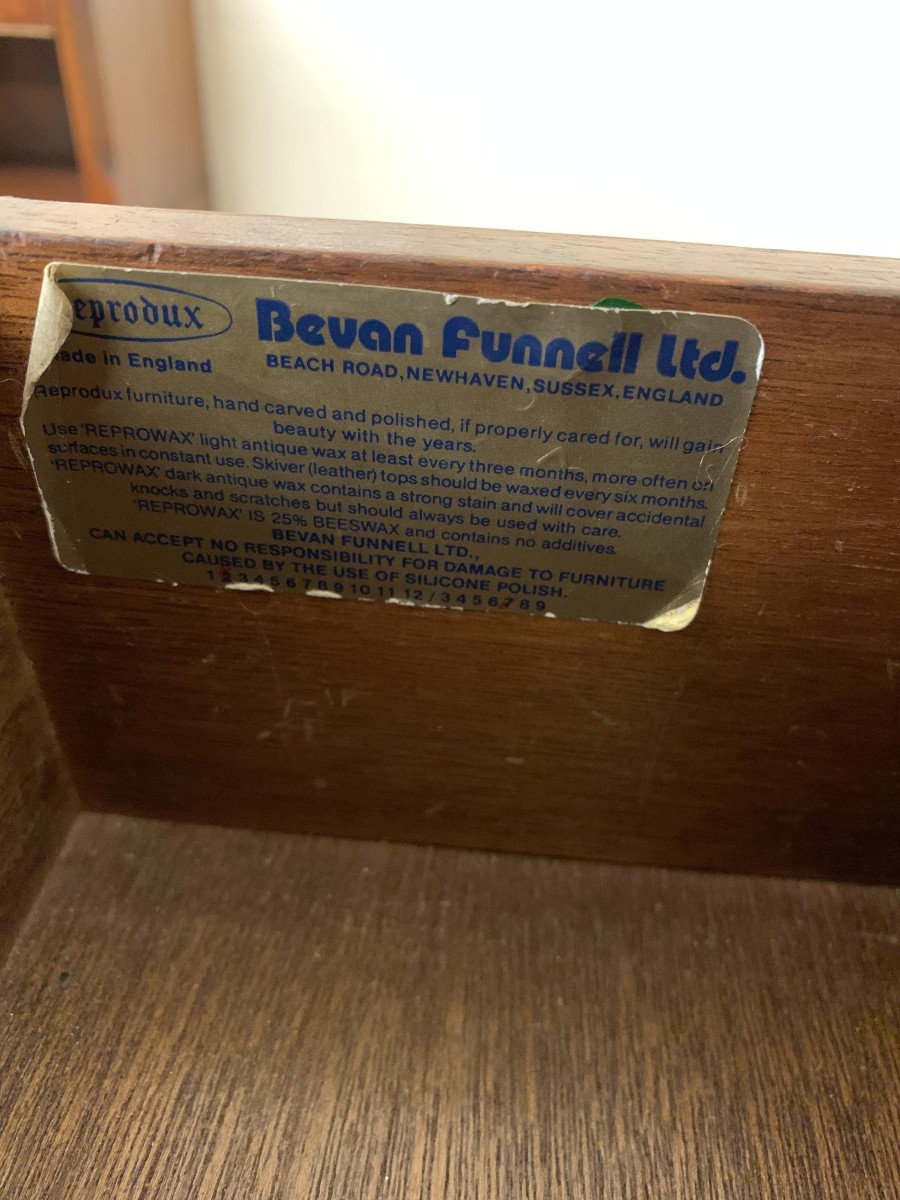 eprodux
Bevan Funnell Ltd.
ade in England
BEACH ROAD, NEWHAVEN, SUSSEX, ENGLAND
Reprodux furniture, hand carved and polished, if properly cared for, will gain
beauty with the years.
Use 'REPROWAX' light antique wax at least every three months, more often on
surfaces in constant use. Skiver (leather) tops should be waxed every six months.
'REPROWAX' dark antique wax contains a strong stain and will cover accidental
knocks and scratches but should always be used with care.
'REPROWAX' IS 25% BEESWAX and contains no additives.
BEVAN FUNNELL LTD.,
CAN ACCEPT NO RESPONSIBILITY FOR DAMAGE TO FURNITURE
CAUSED BY THE USE OF SILICONE POLISH.
1 2 3 4 5 6 7 8 9 10 11 12 / 3 4 5 6 7 8 9